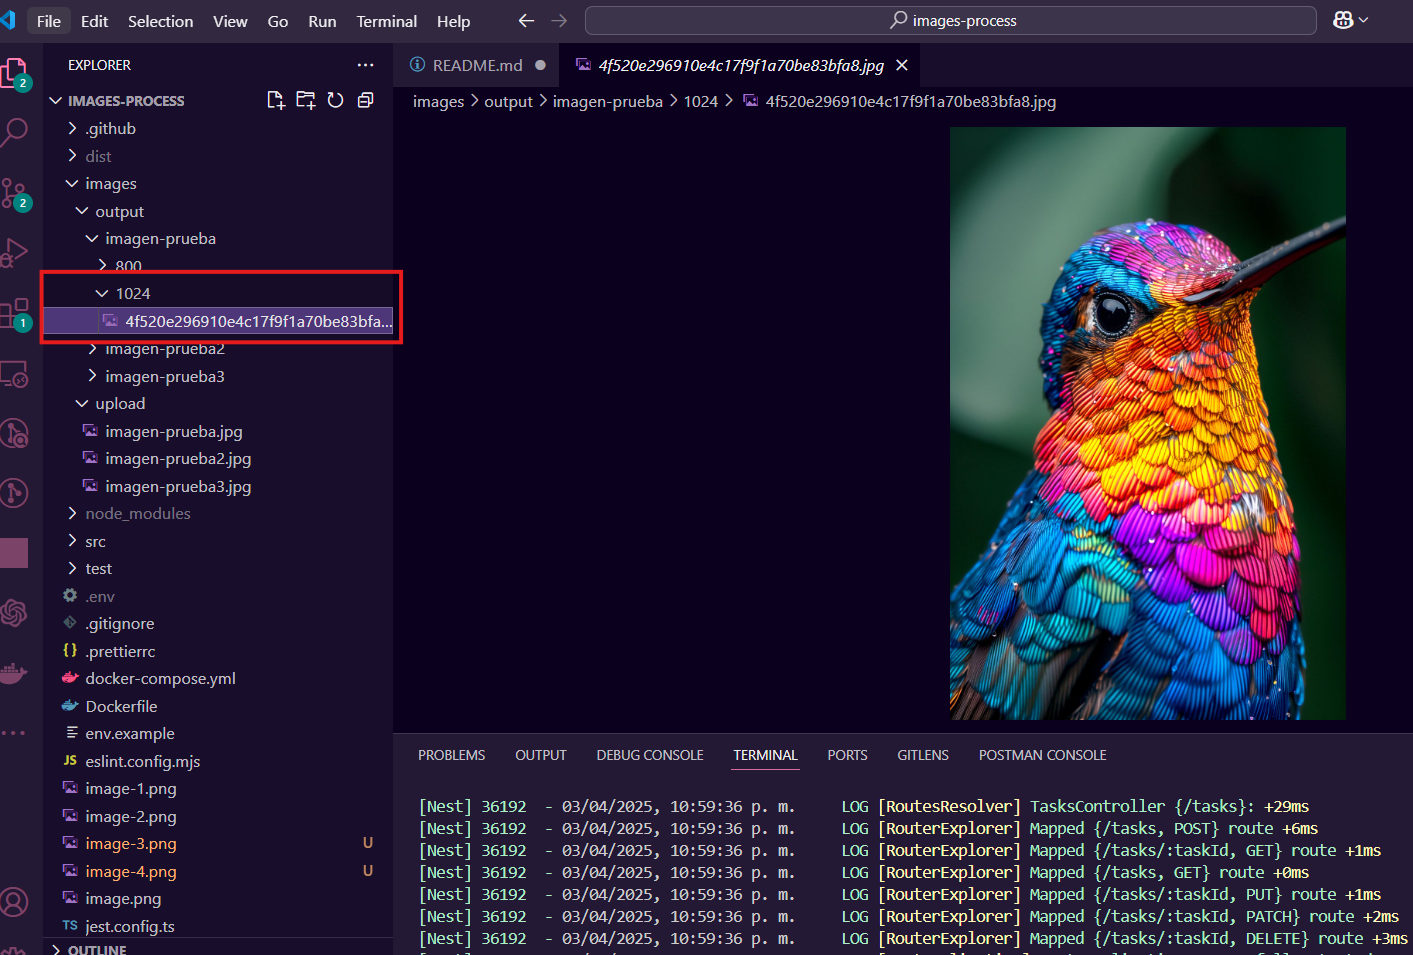 File Edit Selection View Go Run Terminal Help images-process
EXPLORER
IMAGES-PROCESS
.github
dist
images
output
imagen-prueba
800
1024
4f520e296910e4c17f9f1a70be83bfa...
imagen-prueba2
imagen-prueba3
upload
imagen-prueba.jpg
imagen-prueba2.jpg
imagen-prueba3.jpg
node_modules
src
test
.env
.gitignore
.prettierrc
docker-compose.yml
Dockerfile
env.example
JS eslint.config.mjs
image-1.png
image-2.png
image-3.png U
image-4.png U
image.png
TS jest.config.ts
OUTLINE
2
2
1
README.md 4f520e296910e4c17f9f1a70be83bfa8.jpg
images > output > imagen-prueba > 1024 > 4f520e296910e4c17f9f1a70be83bfa8.jpg
PROBLEMS OUTPUT DEBUG CONSOLE TERMINAL PORTS GITLENS POSTMAN CONSOLE
[Nest] 36192 - 03/04/2025, 10:59:36 p. m. LOG [RoutesResolver] TasksController {/tasks}: +29ms
[Nest] 36192 - 03/04/2025, 10:59:36 p. m. LOG [RouterExplorer] Mapped {/tasks, POST} route +6ms
[Nest] 36192 - 03/04/2025, 10:59:36 p. m. LOG [RouterExplorer] Mapped {/tasks/:taskId, GET} route +1ms
[Nest] 36192 - 03/04/2025, 10:59:36 p. m. LOG [RouterExplorer] Mapped {/tasks, GET} route +0ms
[Nest] 36192 - 03/04/2025, 10:59:36 p. m. LOG [RouterExplorer] Mapped {/tasks/:taskId, PUT} route +1ms
[Nest] 36192 - 03/04/2025, 10:59:36 p. m. LOG [RouterExplorer] Mapped {/tasks/:taskId, PATCH} route +2ms
[Nest] 36192 - 03/04/2025, 10:59:36 p. m. LOG [RouterExplorer] Mapped {/tasks/:taskId, DELETE} route +3ms